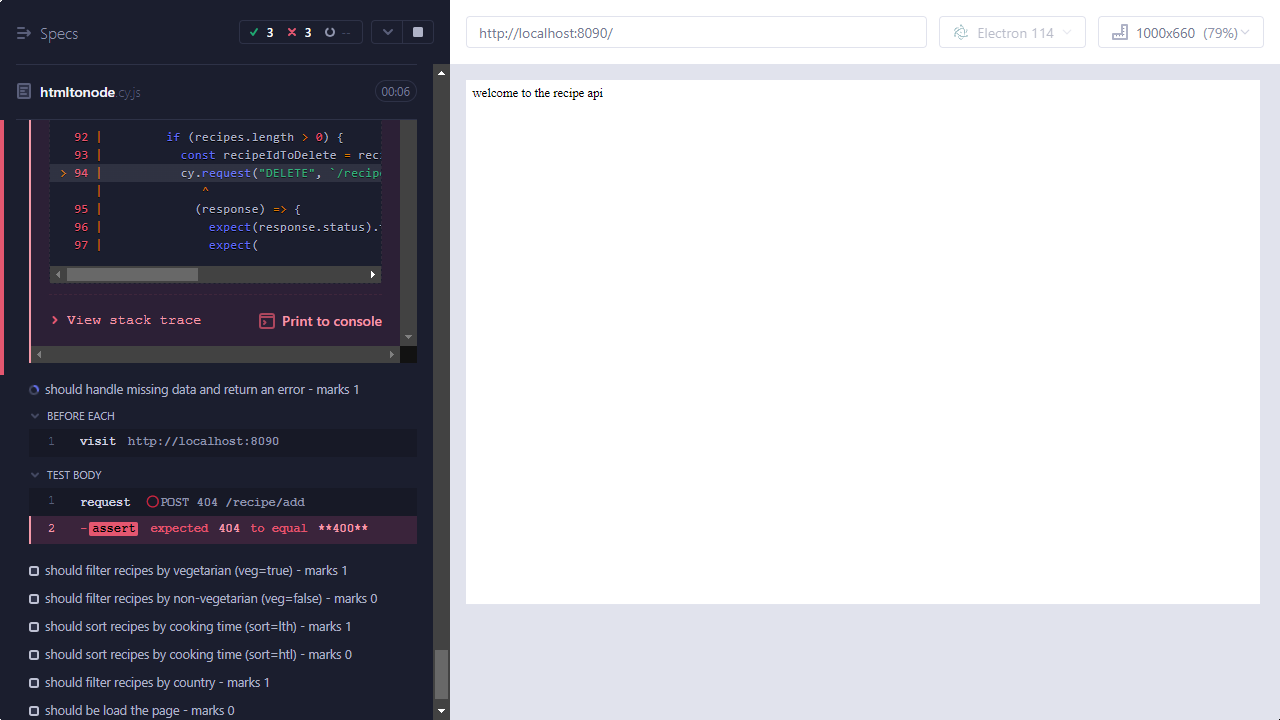 Specs
3 3 --
http://localhost:8090/
Electron 114
1000x660 (79%)
htmltonode.cy.js
00:06
welcome to the recipe api
92 | if (recipes.length > 0) {
93 | const recipeIdToDelete = reci
> 94 | cy.request("DELETE", `/recipe
| ^
95 | (response) => {
96 | expect(response.status).
97 | expect(
View stack trace
Print to console
should handle missing data and return an error - marks 1
BEFORE EACH
1 visit http://localhost:8090
TEST BODY
1 request POST 404 /recipe/add
2 -assert expected 404 to equal **400**
should filter recipes by vegetarian (veg=true) - marks 1
should filter recipes by non-vegetarian (veg=false) - marks 0
should sort recipes by cooking time (sort=lth) - marks 1
should sort recipes by cooking time (sort=htl) - marks 0
should filter recipes by country - marks 1
should be load the page - marks 0